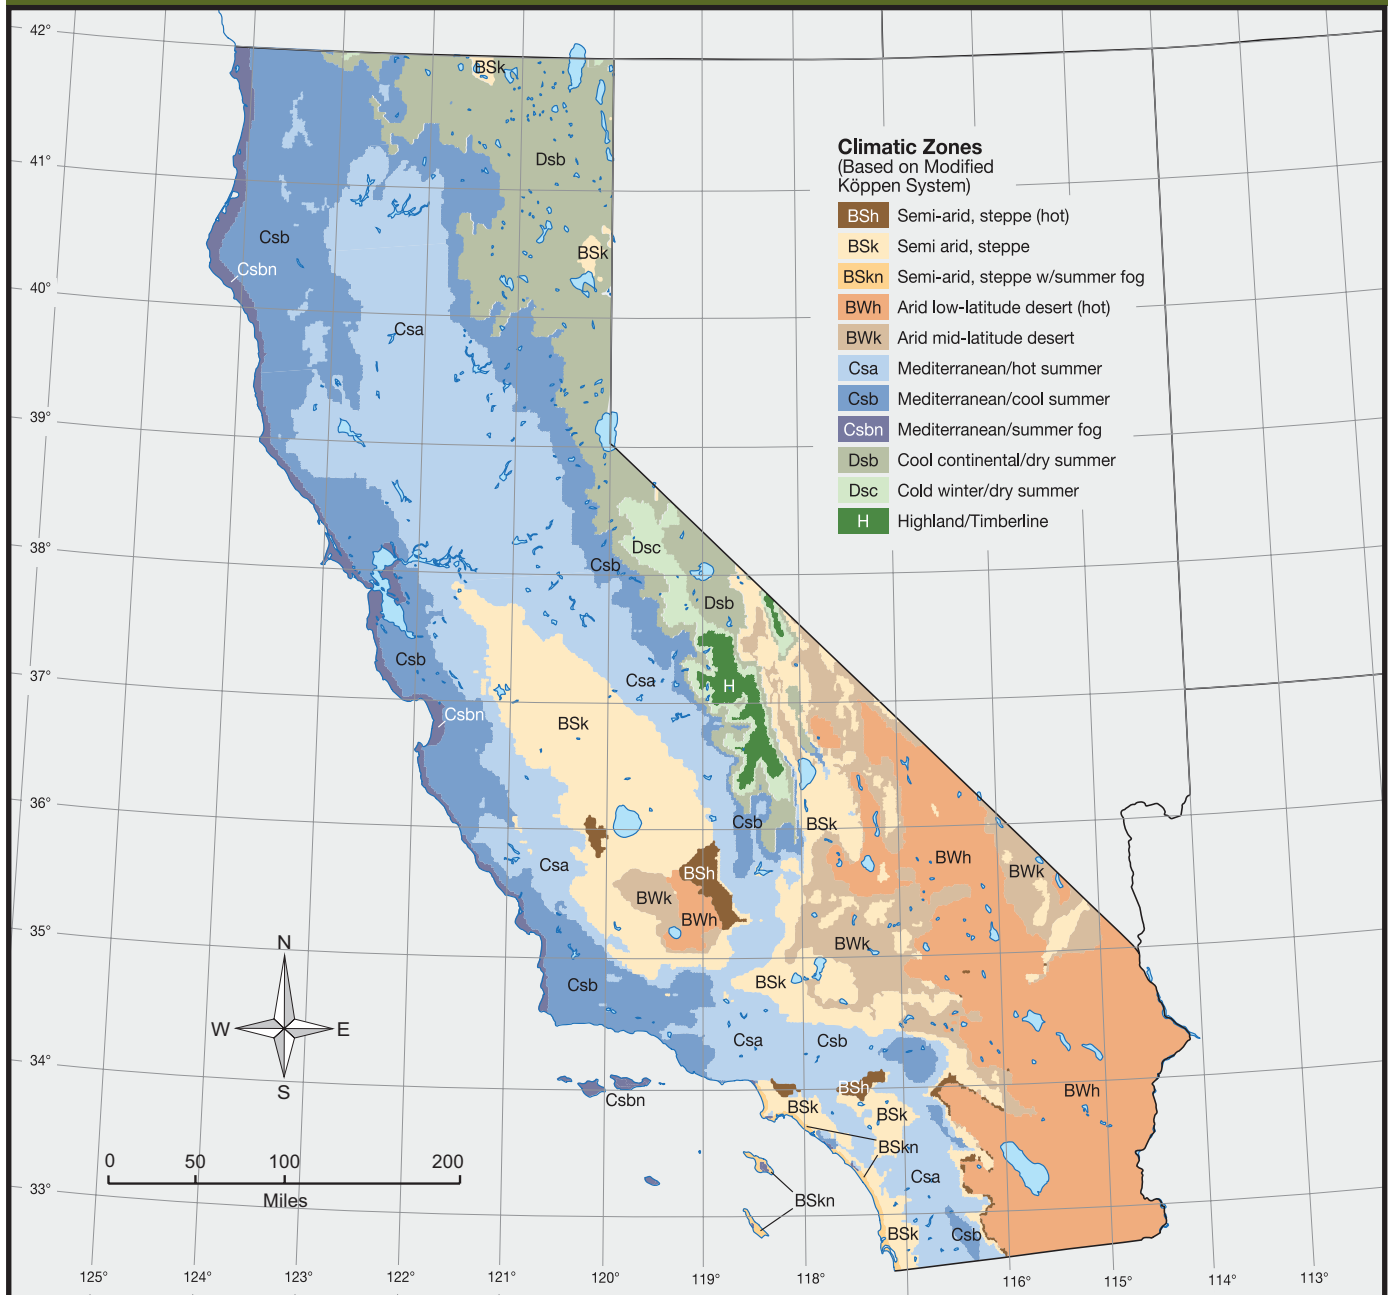 42°
41°
40°
39°
38°
37°
36°
35°
34°
33°
125°
124°
123°
122°
121°
120°
119°
118°
116°
115°
114°
113°
Climatic Zones
(Based on Modified
Köppen System)
BSh Semi-arid, steppe (hot)
BSk Semi arid, steppe
BSkn Semi-arid, steppe w/summer fog
BWh Arid low-latitude desert (hot)
BWk Arid mid-latitude desert
Csa Mediterranean/hot summer
Csb Mediterranean/cool summer
Csbn Mediterranean/summer fog
Dsb Cool continental/dry summer
Dsc Cold winter/dry summer
H Highland/Timberline
BSk
Dsb
Csb
BSk
Csbn
Csa
Dsc
Csb
Dsb
Csb
Csa
H
Csbn
BSk
Csb
BSk
BWh
Csa
BSh
BWk
BWk
BWh
BWk
BSk
Csb
Csa
Csb
BSh
BWh
Csbn
BSk
BSk
BSkn
Csa
BSkn
BSk
Csb
N
W
E
S
0 50 100 200
Miles